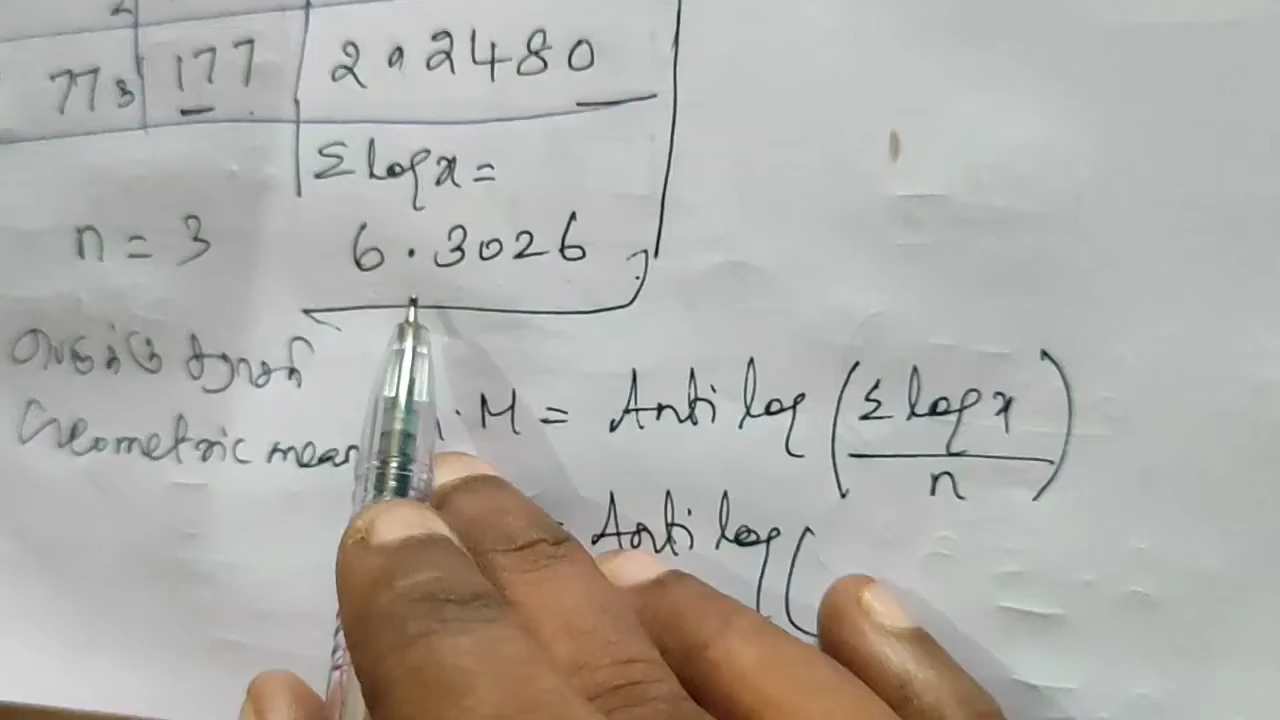 773 177 2.2480
Σ log x =
n = 3 6.3026
Geometric mean .M = Anti log (Σ log x / n)
= Anti log (